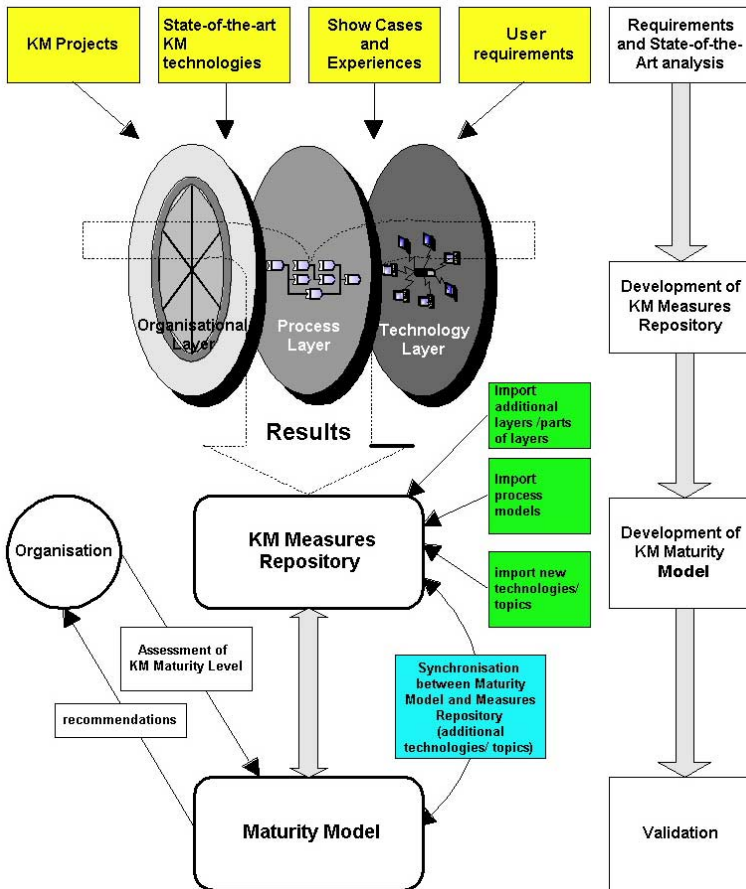 KM Projects
State-of-the-art
KM
technologies
Show Cases
and
Experiences
User
requirements
Requirements
and State-of-the-
Art analysis
Organisational
Layer
Process
Layer
Technology
Layer
Development of
KM Measures
Repository
Results
Import
additional
layers /parts
of layers
Import
process
models
import new
technologies/
topics
KM Measures
Repository
Development of
KM Maturity
Model
Organisation
Assessment of
KM Maturity Level
recommendations
Synchronisation
between Maturity
Model and Measures
Repository
(additional
technologies/ topics)
Maturity Model
Validation